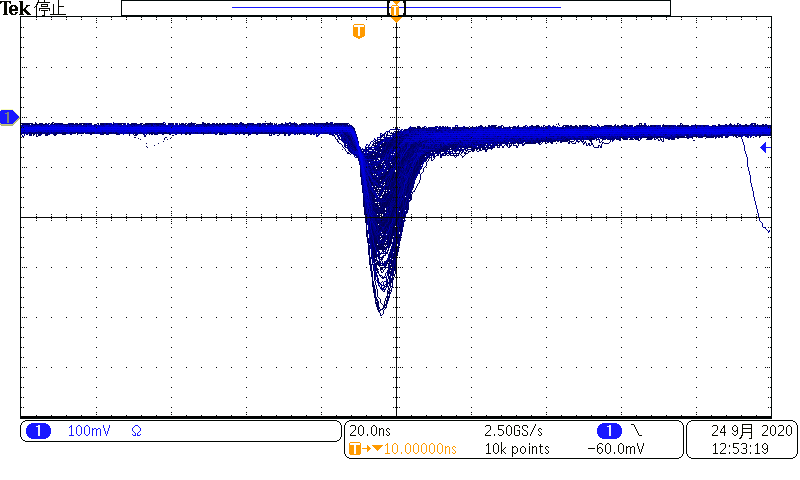 Tek 停止
T
T
1
1 100mV Ω
20.0ns 2.50GS/s 1
T→▼10.00000ns 10k points −60.0mV
24 9月 2020
12:53:19